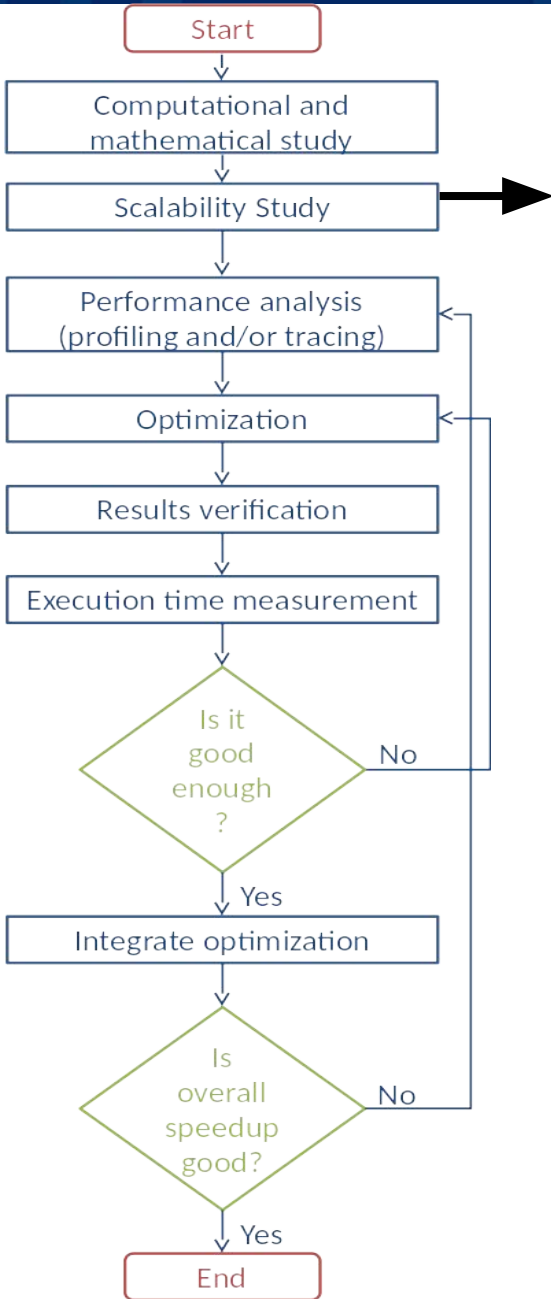 Start
Computational and
mathematical study
Scalability Study
Performance analysis
(profiling and/or tracing)
Optimization
Results verification
Execution time measurement
Is it
good
enough
?
No
Yes
Integrate optimization
Is
overall
speedup
good?
No
Yes
End